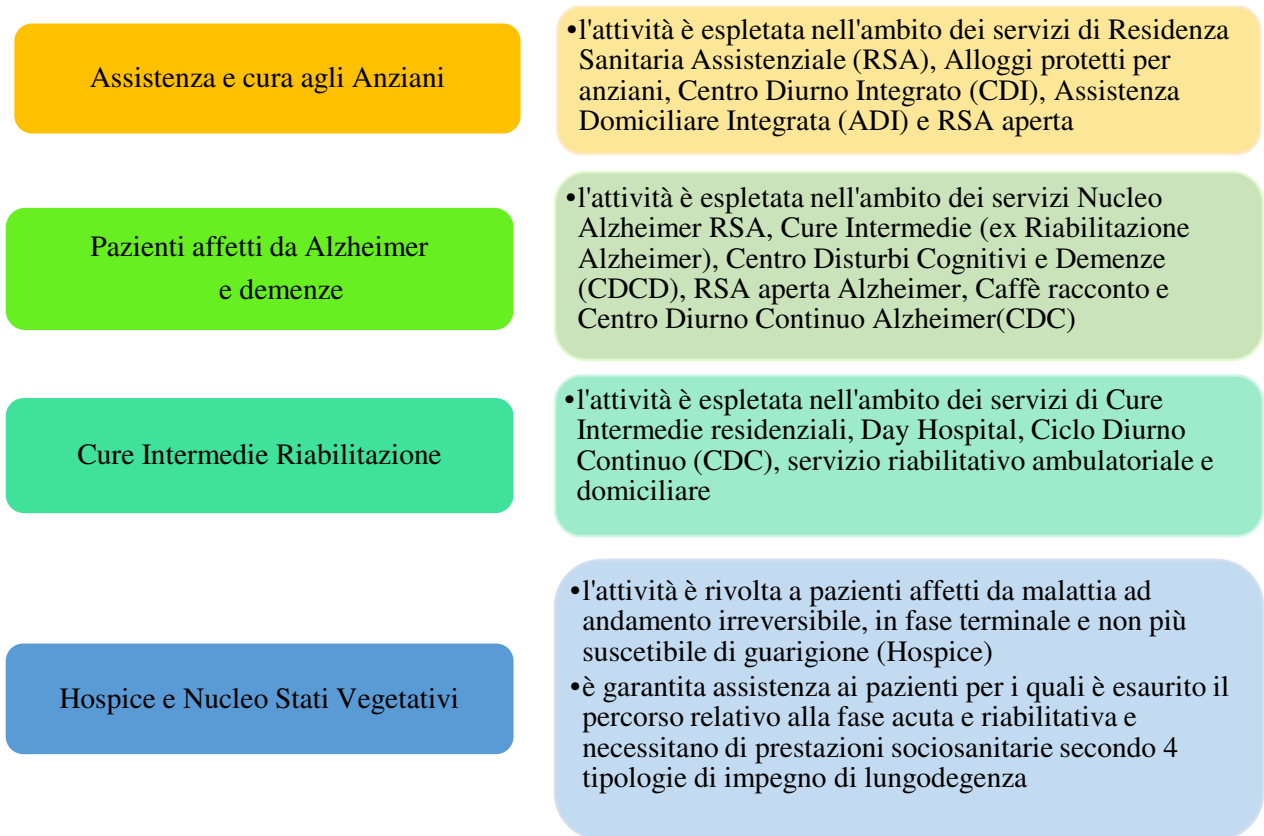 Assistenza e cura agli Anziani
•l'attività è espletata nell'ambito dei servizi di Residenza
Sanitaria Assistenziale (RSA), Alloggi protetti per
anziani, Centro Diurno Integrato (CDI), Assistenza
Domiciliare Integrata (ADI) e RSA aperta
Pazienti affetti da Alzheimer
e demenze
•l'attività è espletata nell'ambito dei servizi Nucleo
Alzheimer RSA, Cure Intermedie (ex Riabilitazione
Alzheimer), Centro Disturbi Cognitivi e Demenze
(CDCD), RSA aperta Alzheimer, Caffè racconto e
Centro Diurno Continuo Alzheimer(CDC)
Cure Intermedie Riabilitazione
•l'attività è espletata nell'ambito dei servizi di Cure
Intermedie residenziali, Day Hospital, Ciclo Diurno
Continuo (CDC), servizio riabilitativo ambulatoriale e
domiciliare
Hospice e Nucleo Stati Vegetativi
•l'attività è rivolta a pazienti affetti da malattia ad
andamento irreversibile, in fase terminale e non più
suscetibile di guarigione (Hospice)
•è garantita assistenza ai pazienti per i quali è esaurito il
percorso relativo alla fase acuta e riabilitativa e
necessitano di prestazioni sociosanitarie secondo 4
tipologie di impegno di lungodegenza